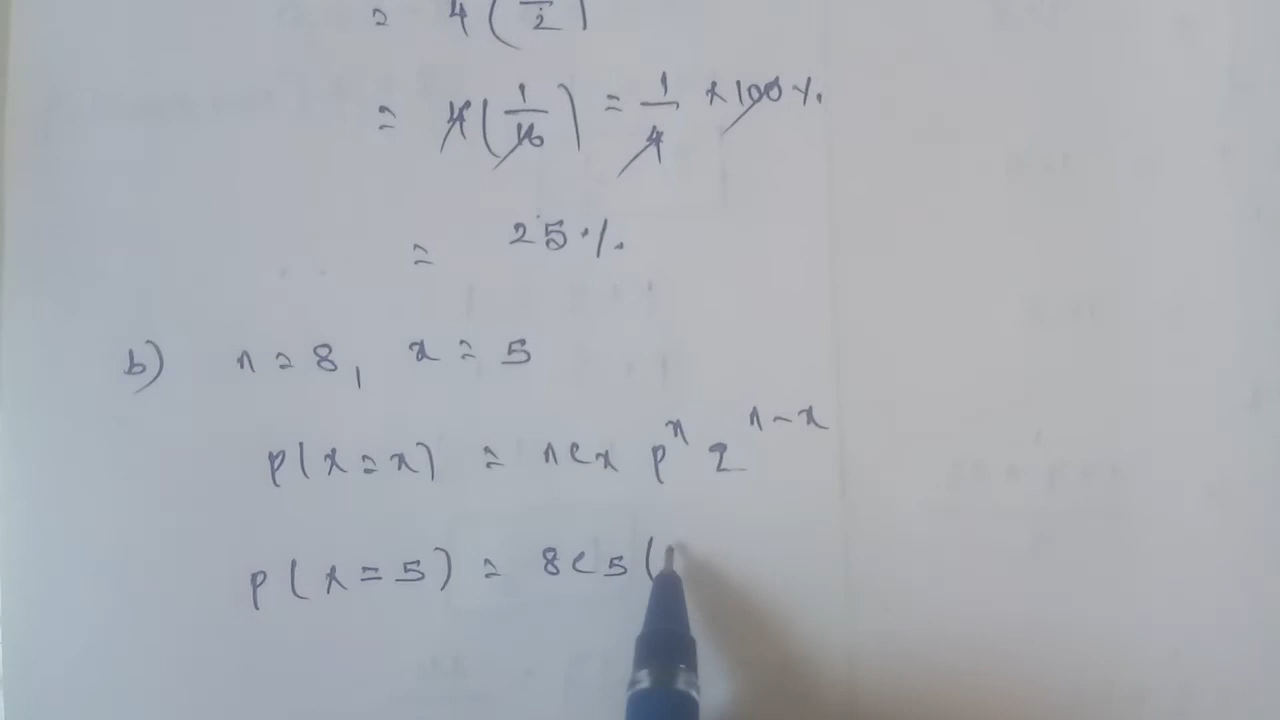 = 4 ( 1/2 )
= 4 ( 1/16 ) = 1/4 × 100 %.
= 25 %.
b) n = 8, x = 5
P(x = x) = ncx p^x q^n-x
P(x = 5) = 8c5 (